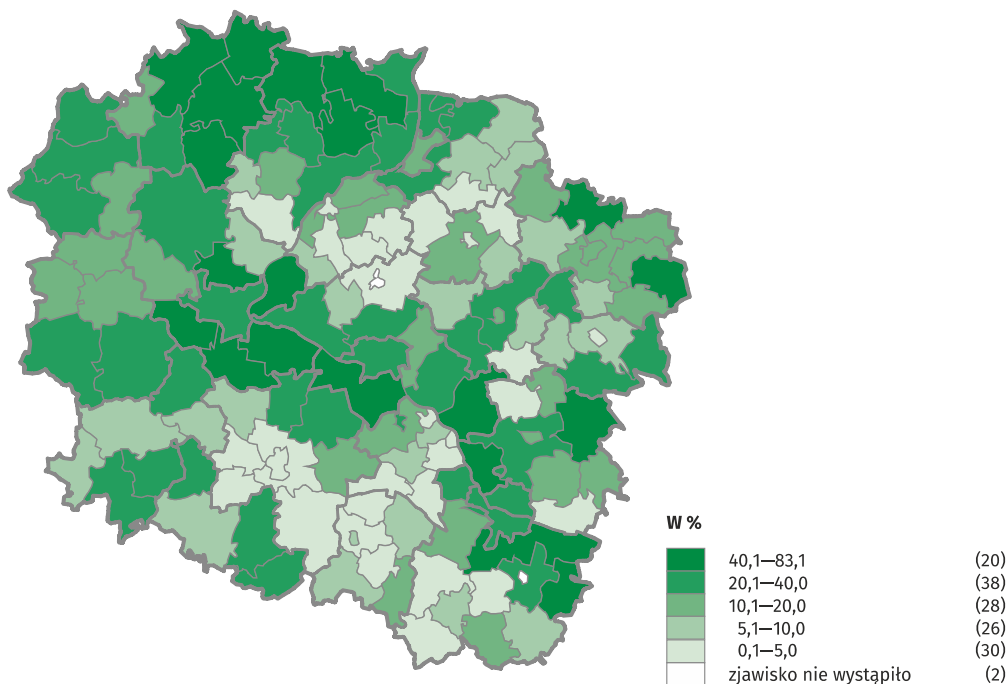 W %
40,1—83,1 (20)
20,1—40,0 (38)
10,1—20,0 (28)
5,1—10,0 (26)
0,1—5,0 (30)
zjawisko nie wystąpiło (2)